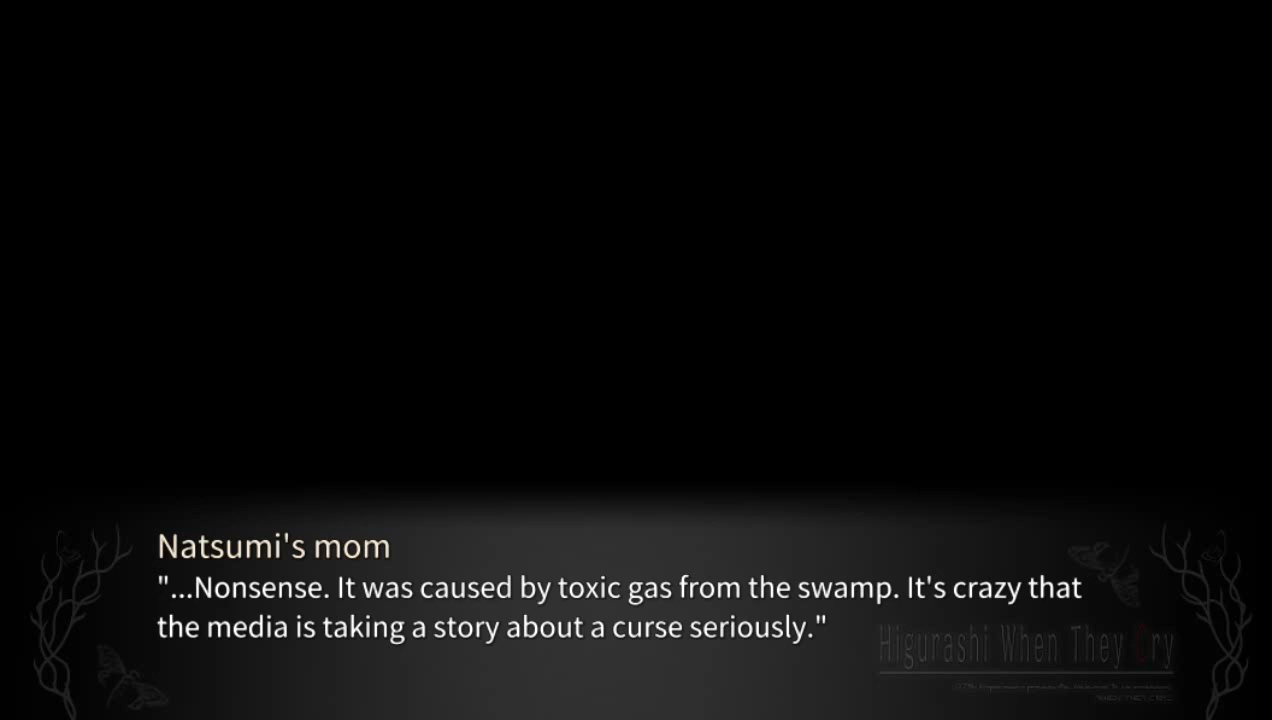 Natsumi's mom
"...Nonsense. It was caused by toxic gas from the swamp. It's crazy that
the media is taking a story about a curse seriously."
Higurashi When They Cry